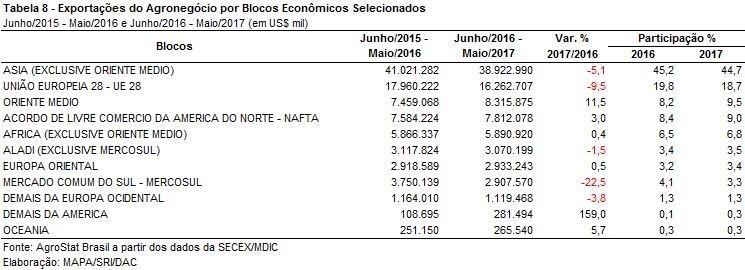 Tabela 8 - Exportações do Agronegócio por Blocos Econômicos Selecionados
Junho/2015 - Maio/2016 e Junho/2016 - Maio/2017 (em US$ mil)
Blocos Junho/2015 - Maio/2016 Junho/2016 - Maio/2017 Var. % 2017/2016 Participação % 2016 2017
ASIA (EXCLUSIVE ORIENTE MEDIO) 41.021.282 38.922.990 -5,1 45,2 44,7
UNIÃO EUROPEIA 28 - UE 28 17.960.222 16.262.707 -9,5 19,8 18,7
ORIENTE MEDIO 7.459.068 8.315.875 11,5 8,2 9,5
ACORDO DE LIVRE COMERCIO DA AMERICA DO NORTE - NAFTA 7.584.224 7.812.078 3,0 8,4 9,0
AFRICA (EXCLUSIVE ORIENTE MEDIO) 5.866.337 5.890.920 0,4 6,5 6,8
ALADI (EXCLUSIVE MERCOSUL) 3.117.824 3.070.199 -1,5 3,4 3,5
EUROPA ORIENTAL 2.918.589 2.933.243 0,5 3,2 3,4
MERCADO COMUM DO SUL - MERCOSUL 3.750.139 2.907.570 -22,5 4,1 3,3
DEMAIS DA EUROPA OCIDENTAL 1.164.010 1.119.468 -3,8 1,3 1,3
DEMAIS DA AMERICA 108.695 281.494 159,0 0,1 0,3
OCEANIA 251.150 265.540 5,7 0,3 0,3
Fonte: AgroStat Brasil a partir dos dados da SECEX/MDIC
Elaboração: MAPA/SRI/DAC